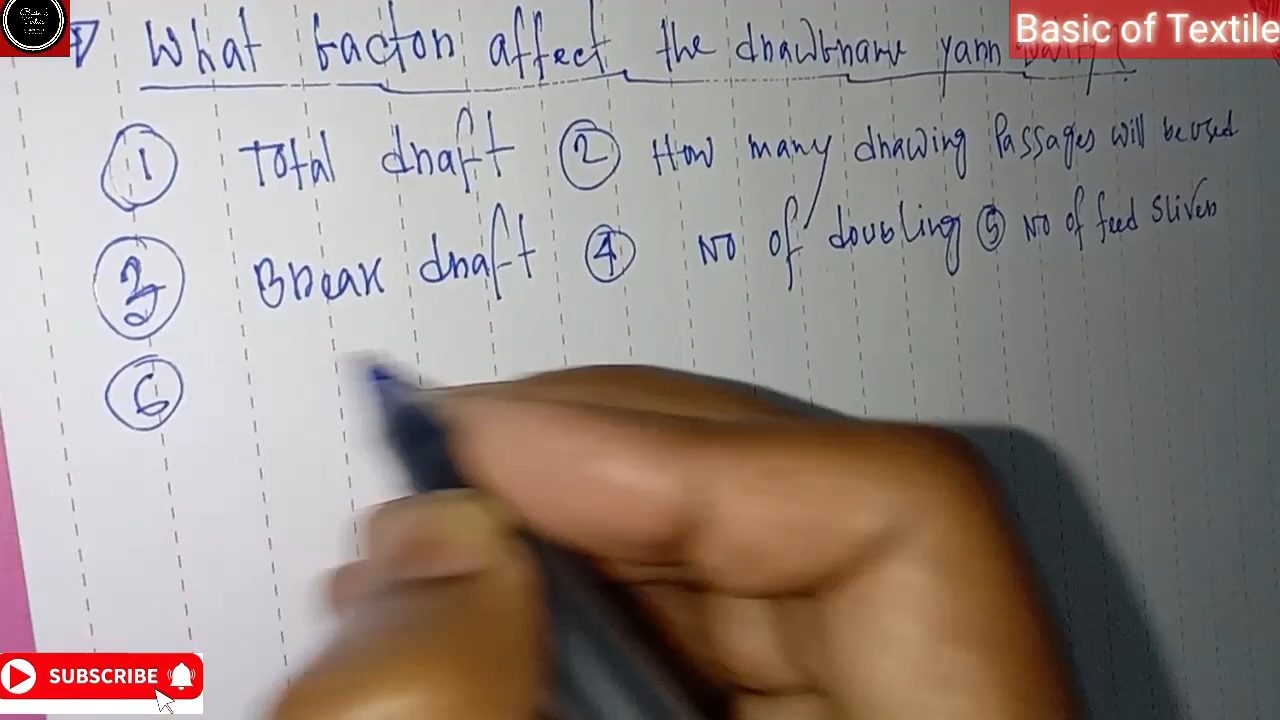 Basic of Textile
What factor affect the drawframe yarn
① Total draft ② How many drawing Passages will be used
③ Break draft ④ No of doubling ⑤ No of feed Sliver
⑥
SUBSCRIBE